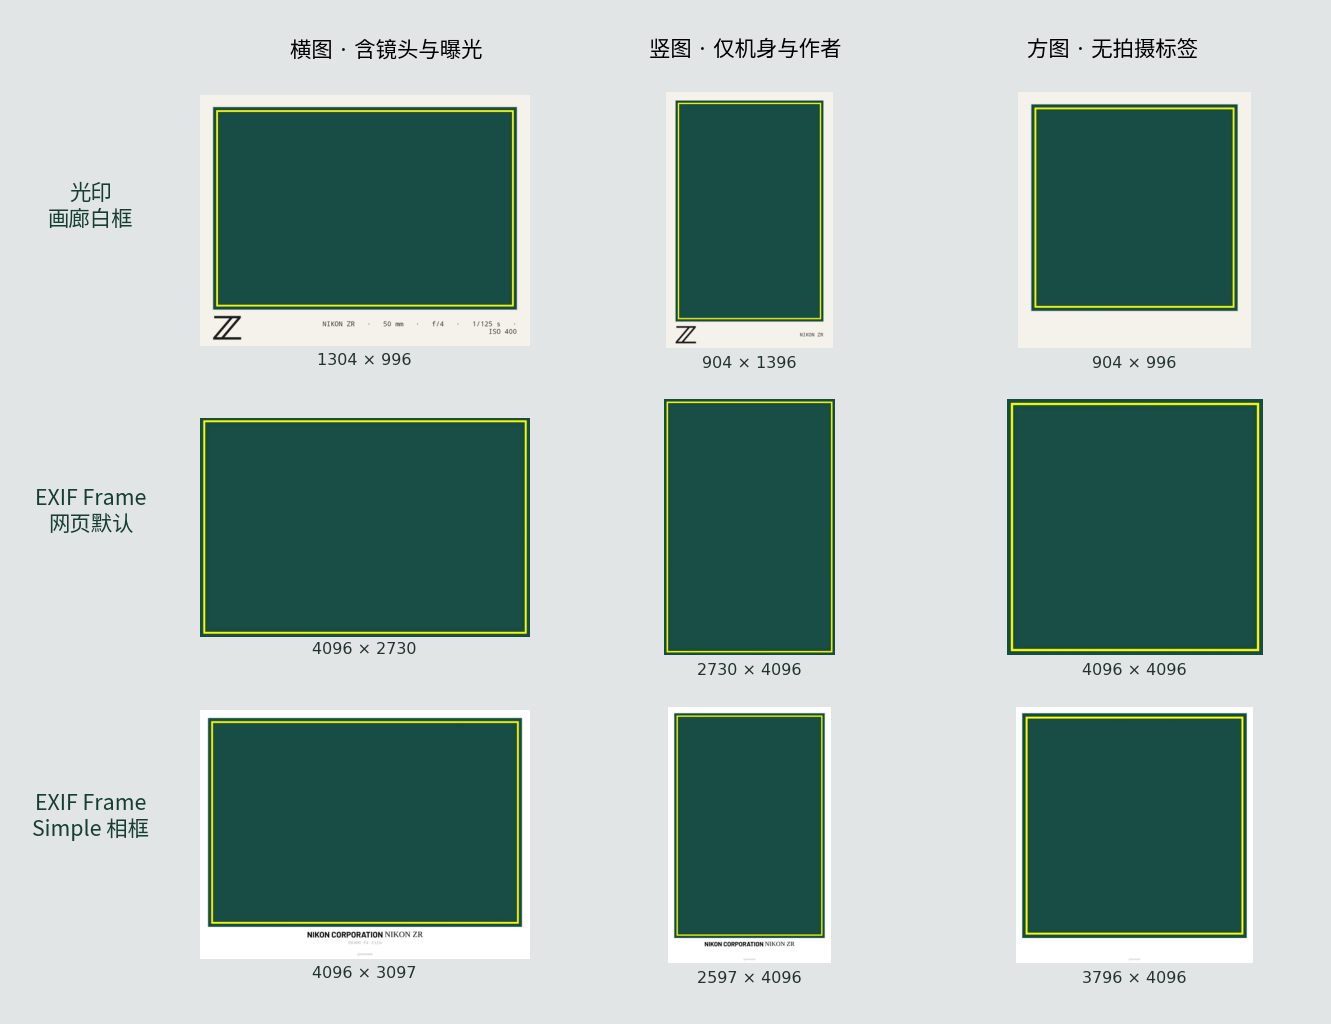 横图 · 含镜头与曝光
竖图 · 仅机身与作者
方图 · 无拍摄标签
光印
画廊白框
NIKON ZR · 50 mm · f/4 · 1/125 s ·
ISO 400
1304 × 996
NIKON ZR
904 × 1396
904 × 996
EXIF Frame
网页默认
4096 × 2730
2730 × 4096
4096 × 4096
EXIF Frame
Simple 相框
NIKON CORPORATION NIKON ZR
4096 × 3097
NIKON CORPORATION NIKON ZR
2597 × 4096
3796 × 4096